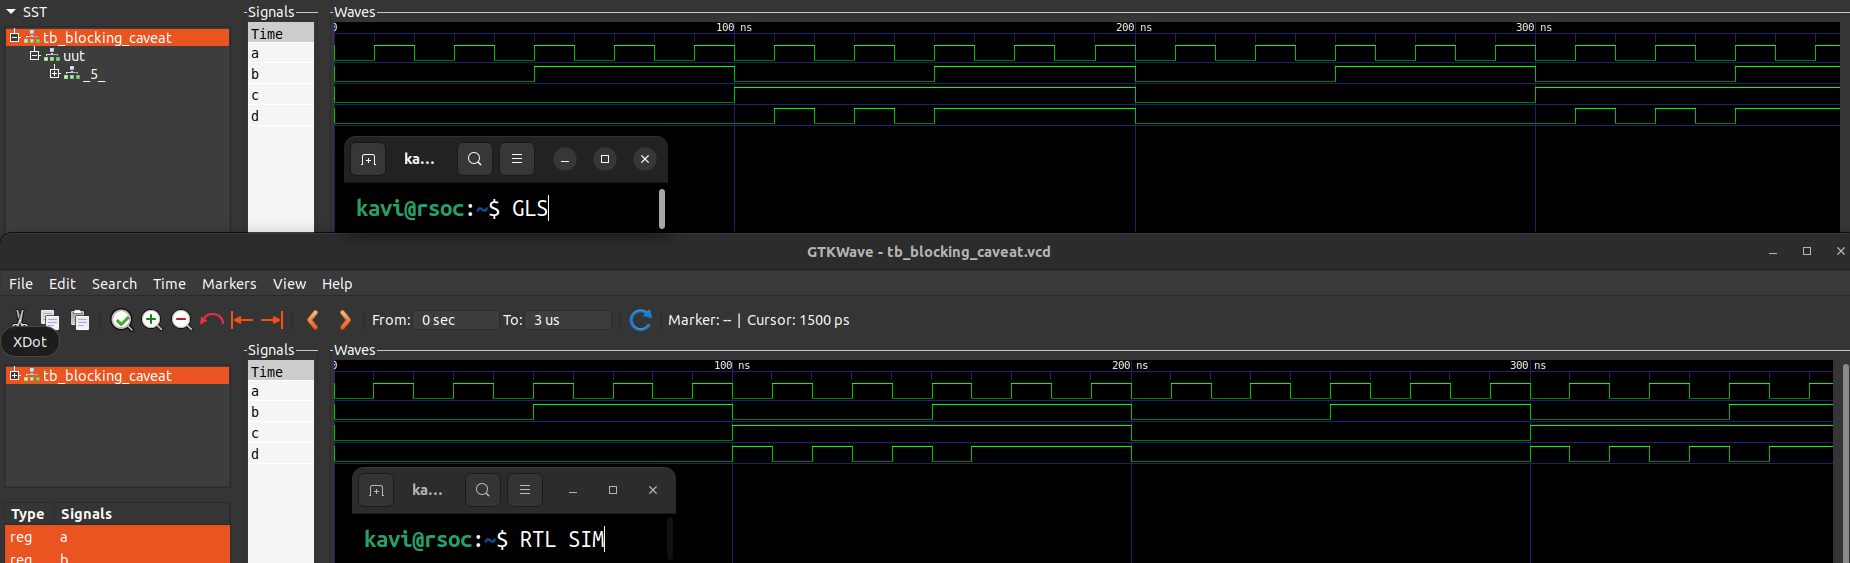 SST
Signals
Waves
tb_blocking_caveat
uut
_5_
Time
a
b
c
d
0
100 ns
200 ns
300 ns
ka...
kavi@rsoc:~$ GLS
GTKWave - tb_blocking_caveat.vcd
File Edit Search Time Markers View Help
From: 0 sec To: 3 us Marker: -- | Cursor: 1500 ps
XDot
Signals
Waves
tb_blocking_caveat
Time
a
b
c
d
0
100 ns
200 ns
300 ns
ka...
kavi@rsoc:~$ RTL SIM
Type Signals
reg a
reg b